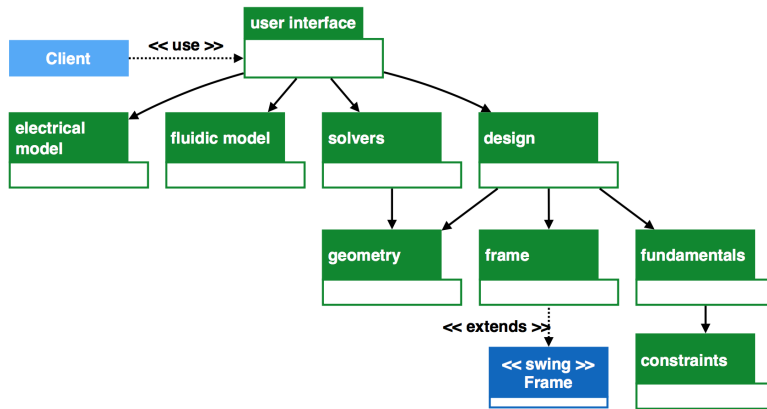 user interface
<< use >>
Client
electrical
model
fluidic model
solvers
design
geometry
frame
fundamentals
<< extends >>
<< swing >>
Frame
constraints